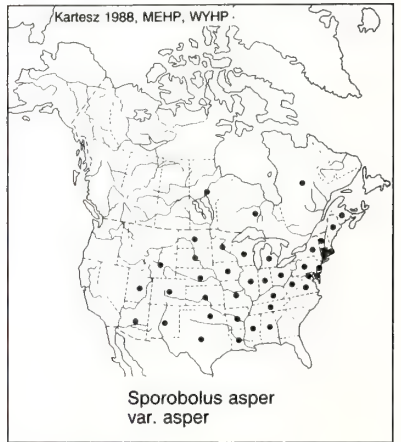 Kartesz 1988, MEHP, WYHP
Sporobolus asper
var. asper